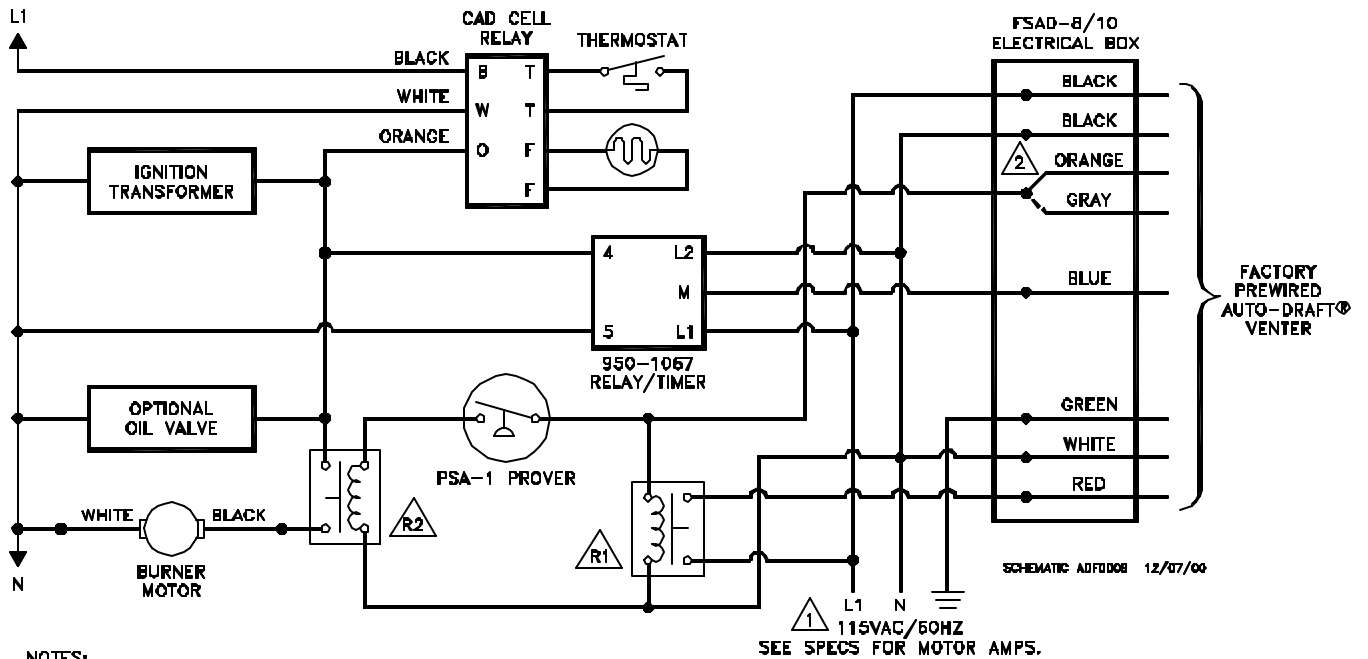 L1
CAD CELL
RELAY
THERMOSTAT
FSAD-8/10
ELECTRICAL BOX
BLACK
B
T
WHITE
W
T
ORANGE
O
F
F
BLACK
BLACK
2
ORANGE
GRAY
IGNITION
TRANSFORMER
4
L2
M
5
L1
950-1067
RELAY/TIMER
BLUE
FACTORY
PREWIRED
AUTO-DRAFT®
VENTER
OPTIONAL
OIL VALVE
PSA-1 PROVER
GREEN
WHITE
RED
WHITE
BLACK
R2
R1
BURNER
MOTOR
N
SCHEMATIC ADF0008 12/07/00
L1
N
1
115VAC/60HZ
SEE SPECS FOR MOTOR AMPS.
NOTES: